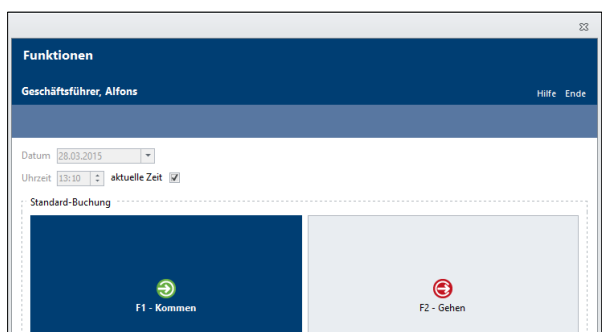 Funktionen
Geschäftsführer, Alfons
Hilfe Ende
Datum 28.03.2015
Uhrzeit 13:10 aktuelle Zeit
Standard-Buchung
F1 - Kommen
F2 - Gehen